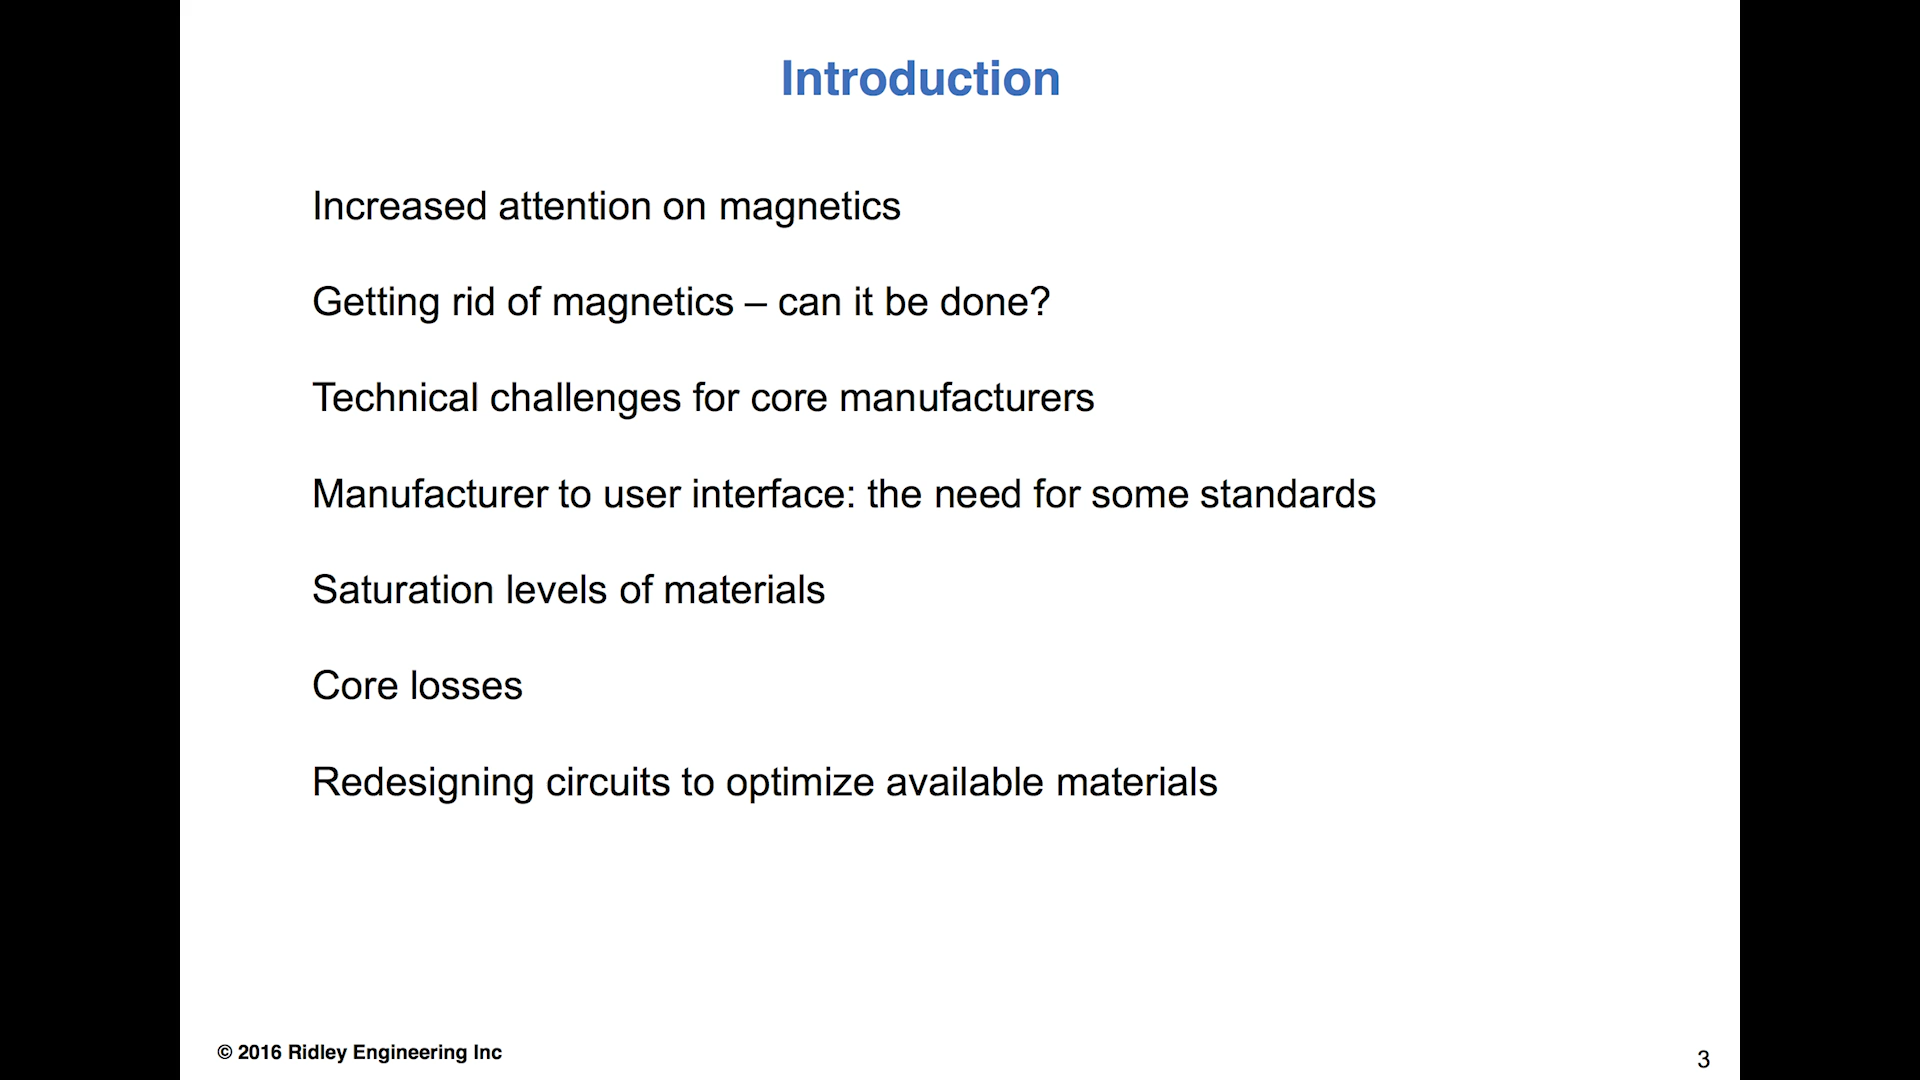 Introduction
Increased attention on magnetics
Getting rid of magnetics – can it be done?
Technical challenges for core manufacturers
Manufacturer to user interface: the need for some standards
Saturation levels of materials
Core losses
Redesigning circuits to optimize available materials
© 2016 Ridley Engineering Inc
3